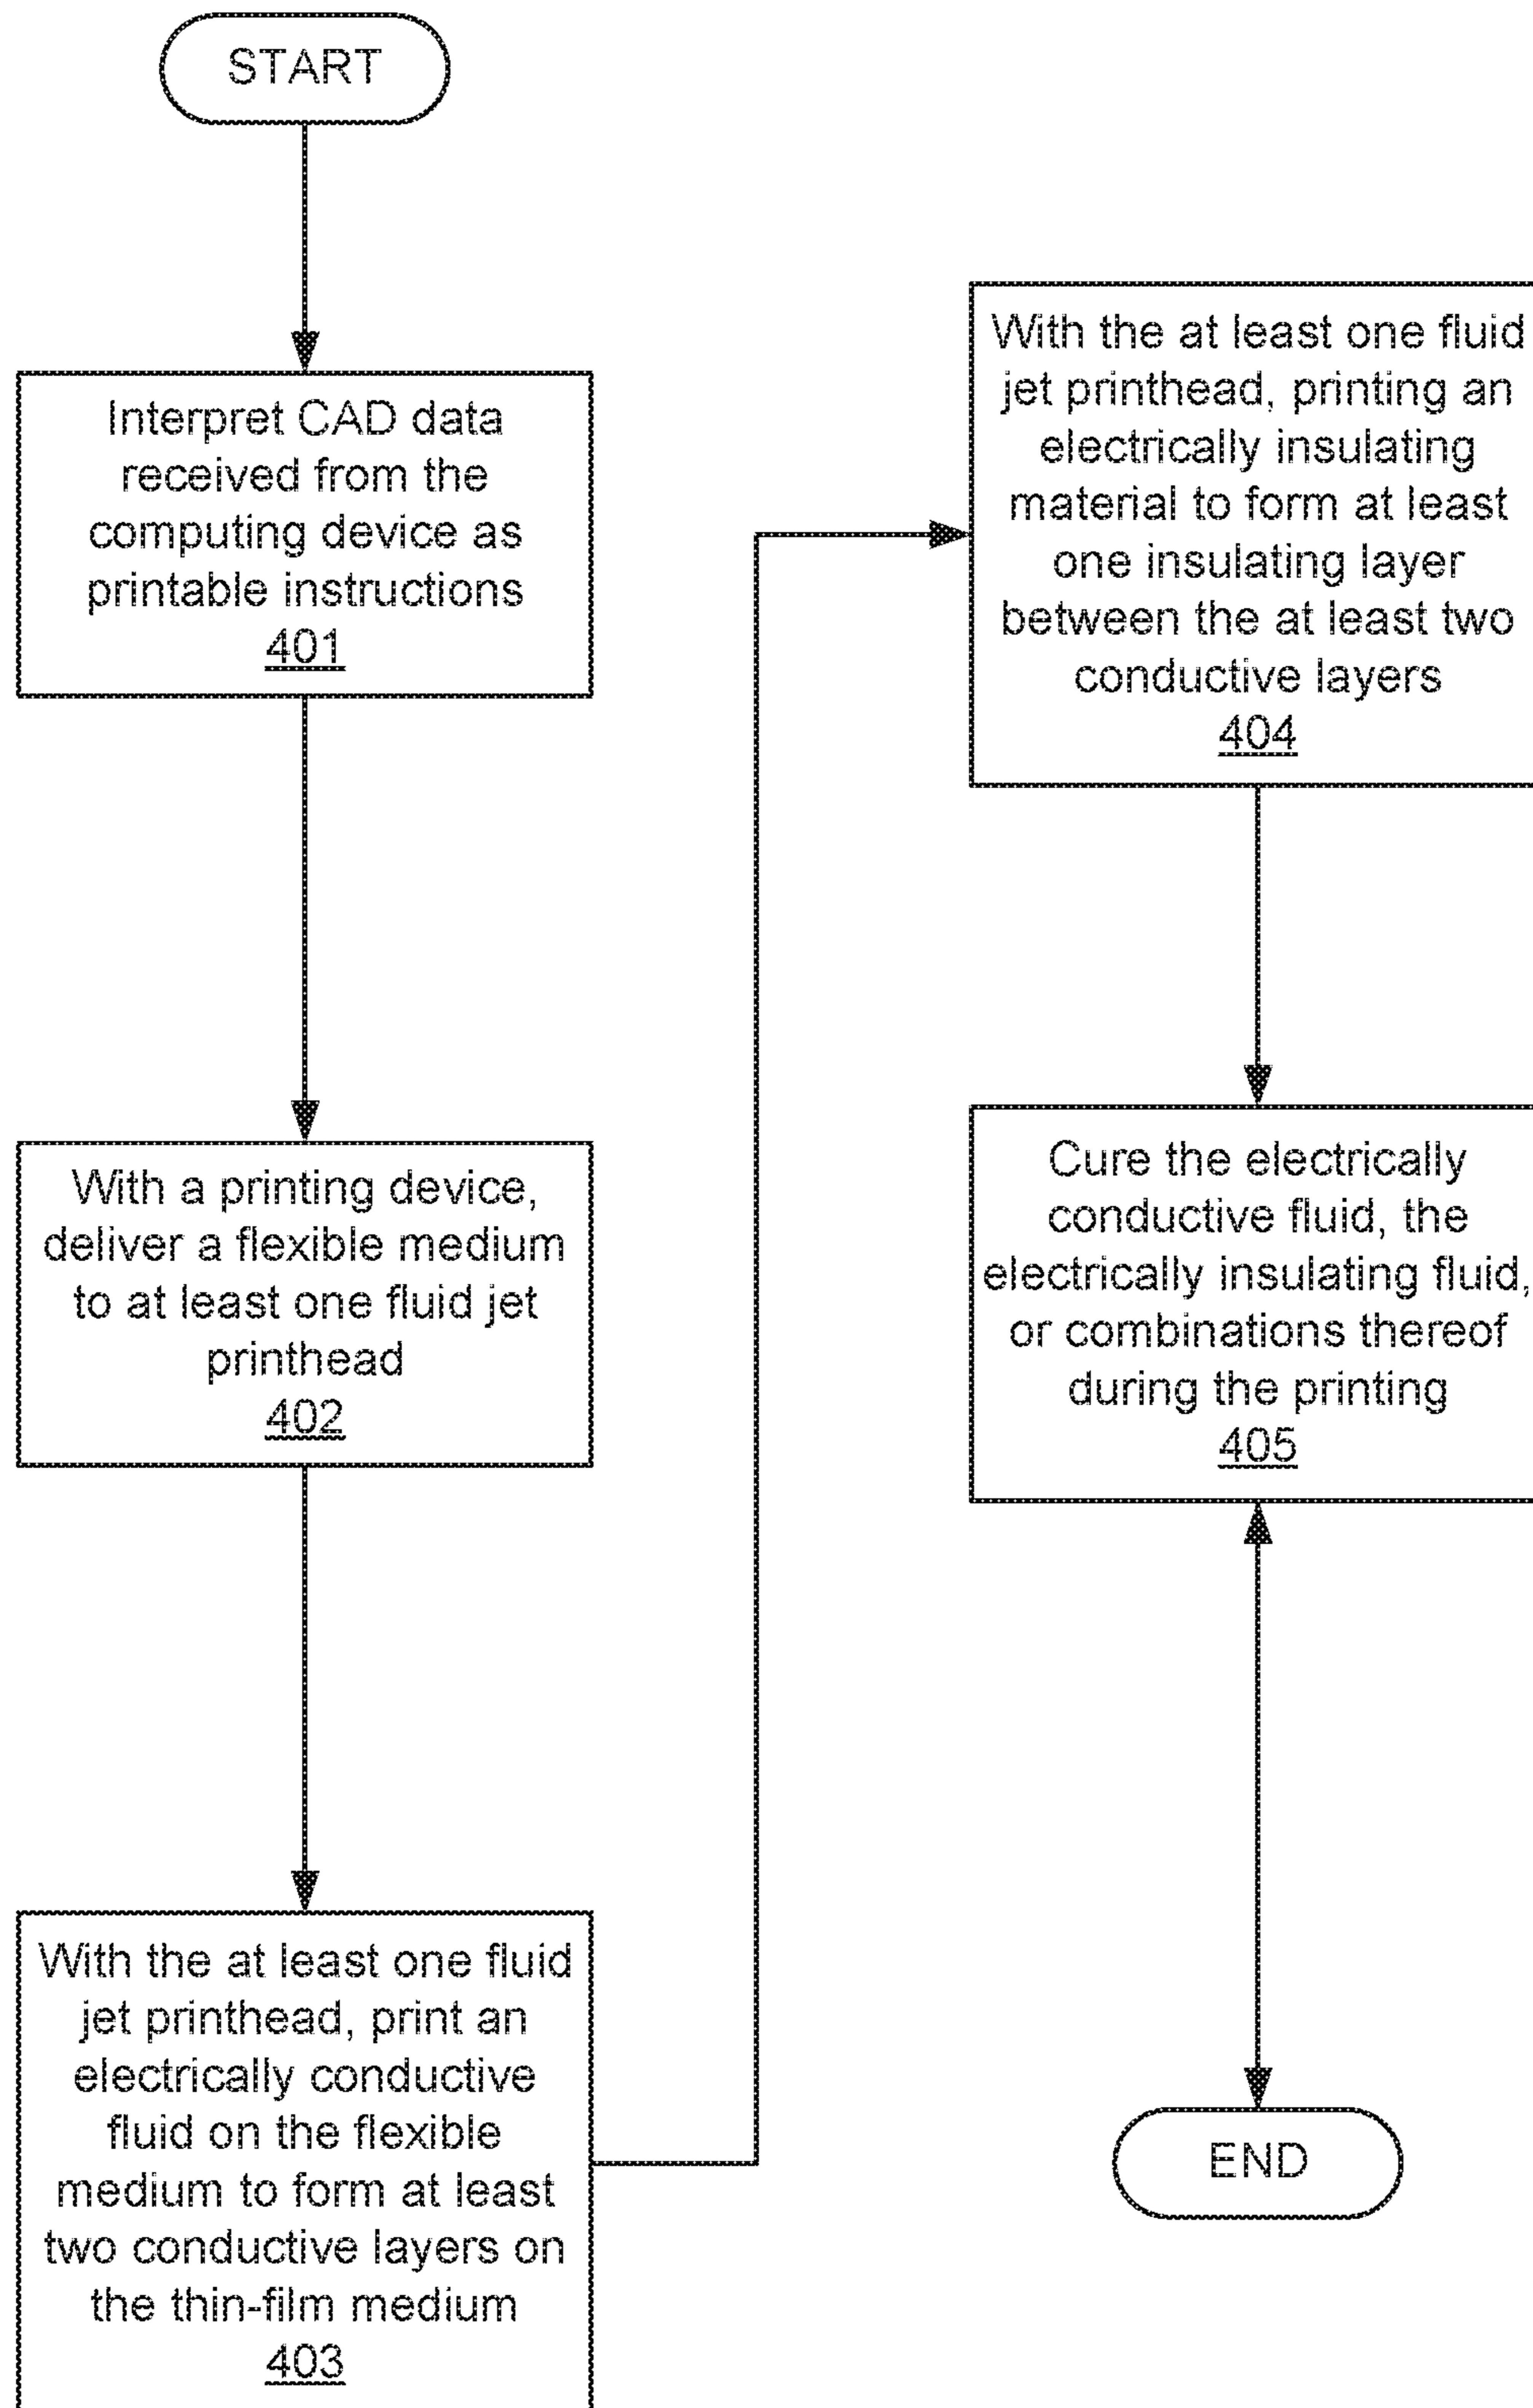 START
Interpret CAD data
received from the
computing device as
printable instructions
401
With a printing device,
deliver a flexible medium
to at least one fluid jet
printhead
402
With the at least one fluid
jet printhead, print an
electrically conductive
fluid on the flexible
medium to form at least
two conductive layers on
the thin-film medium
403
With the at least one fluid
jet printhead, printing an
electrically insulating
material to form at least
one insulating layer
between the at least two
conductive layers
404
Cure the electrically
conductive fluid, the
electrically insulating fluid,
or combinations thereof
during the printing
405
END